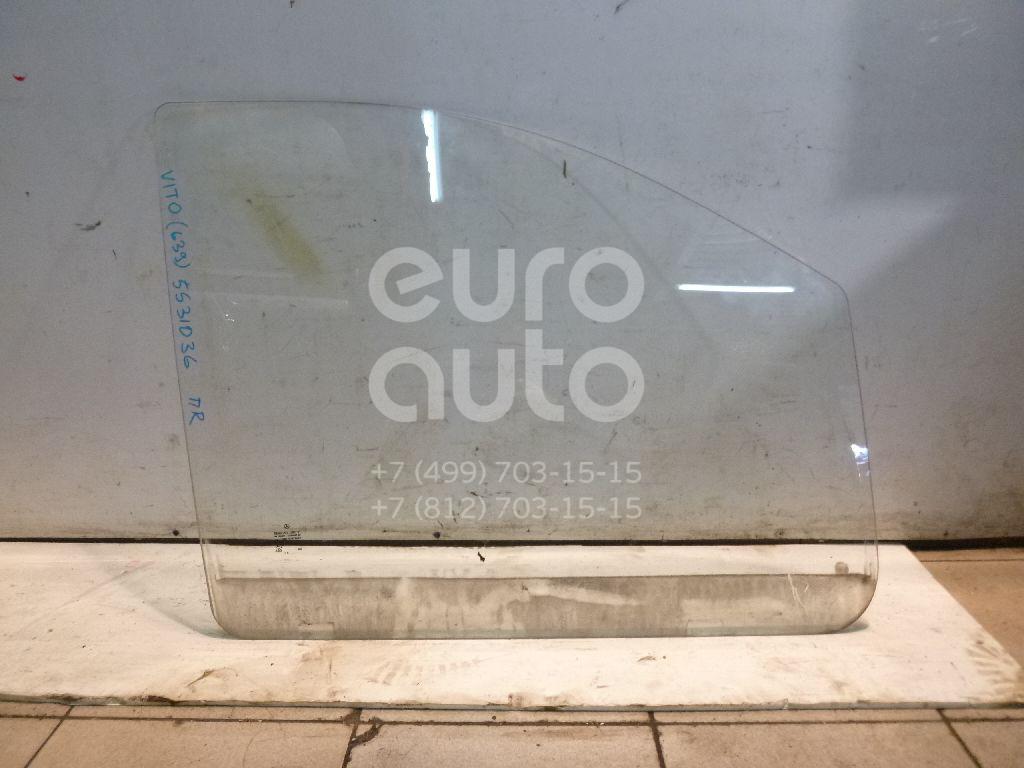 VITO (639) 5531036 ПR
euro
auto
+7 (499) 703-15-15
+7 (812) 703-15-15